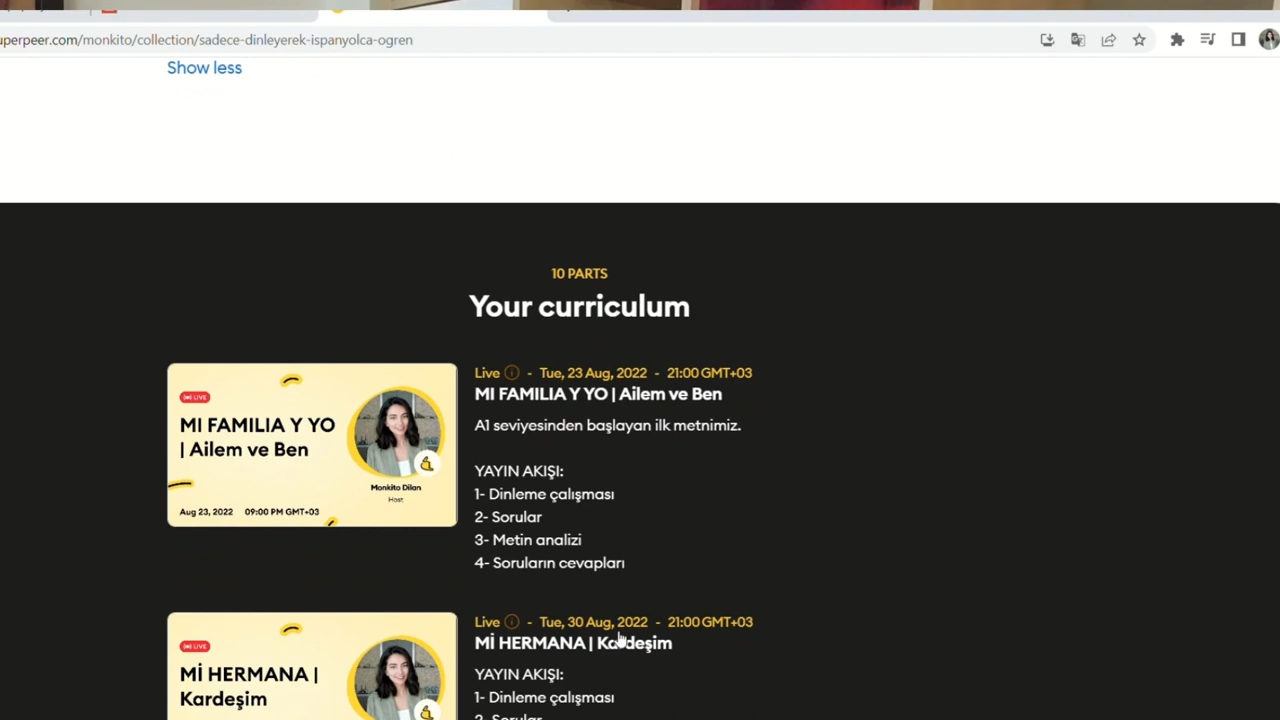 uperpeer.com/monkito/collection/sadece-dinleyerek-ispanyolca-ogren
Show less
10 PARTS
Your curriculum
LIVE
MI FAMILIA Y YO
| Ailem ve Ben
Monkito Dilan
Host
Aug 23, 2022 09:00 PM GMT+03
Live - Tue, 23 Aug, 2022 - 21:00 GMT+03
MI FAMILIA Y YO | Ailem ve Ben
A1 seviyesinden başlayan ilk metnimiz.
YAYIN AKIŞI:
1- Dinleme çalışması
2- Sorular
3- Metin analizi
4- Soruların cevapları
LIVE
Mİ HERMANA |
Kardeşim
Live - Tue, 30 Aug, 2022 - 21:00 GMT+03
Mİ HERMANA | Kardeşim
YAYIN AKIŞI:
1- Dinleme çalışması
2- Sorular